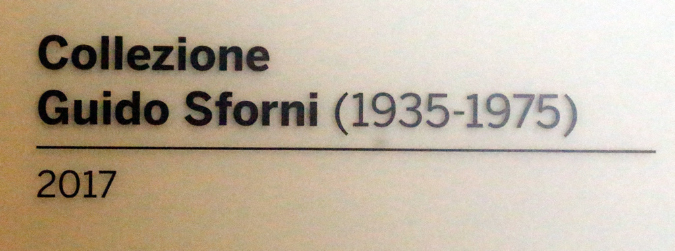 Collezione
Guido Sforni (1935-1975)
2017